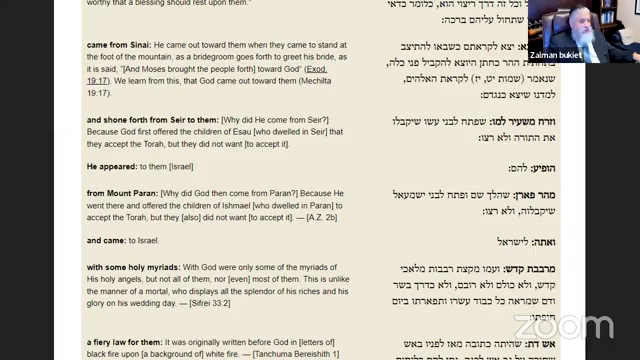 worthy that a blessing should rest upon them."
came from Sinai: He came out toward them when they came to stand at
the foot of the mountain, as a bridegroom goes forth to greet his bride, as
it is said, “[And Moses brought the people forth] toward God” (Exod.
19:17). We learn from this, that God came out toward them (Mechilta
19:17).
and shone forth from Seir to them: [Why did He come from Seir?]
Because God first offered the children of Esau [who dwelled in Seir] that
they accept the Torah, but they did not want [to accept it].
He appeared: to them [Israel]
from Mount Paran: [Why did God then come from Paran?] Because He
went there and offered the children of Ishmael [who dwelled in Paran] to
accept the Torah, but they [also] did not want [to accept it]. — [A.Z. 2b]
and came: to Israel.
with some holy myriads: With God were only some of the myriads of
His holy angels, but not all of them, nor [even] most of them. This is unlike
the manner of a mortal, who displays all the splendor of his riches and his
glory on his wedding day. — [Sifrei 33:2]
a fiery law for them: It was originally written before God in [letters of]
black fire upon [a background of] white fire. — [Tanchuma Bereishith 1]
וכל זה דרך ריצוי הוא, כלומר כדאי
שתחול עליהם ברכה:
יצא לקראתם כשבאו להתיצב
בתחתית ההר כחתן היוצא להקביל פני כלה,
שנאמר (שמות יט, יז) לקראת האלהים,
למדנו שיצא כנגדם:
וזרח משעיר למו: שפתח לבני עשו שיקבלו
את התורה ולא רצו:
הופיע: להם:
מהר פארן: שהלך שם ופתח לבני ישמעאל
שיקבלוה, ולא רצו:
ואתה: לישראל
מרבבת קדש: ועמו מקצת רבבות מלאכי
קדש, ולא כולם ולא רובם, ולא כדרך בשר
ודם שמראה כל כבוד עשרו ותפארתו ביום
חופתו:
אש דת: שהיתה כתובה מאז לפניו באש
Zalman bukiet
zoom